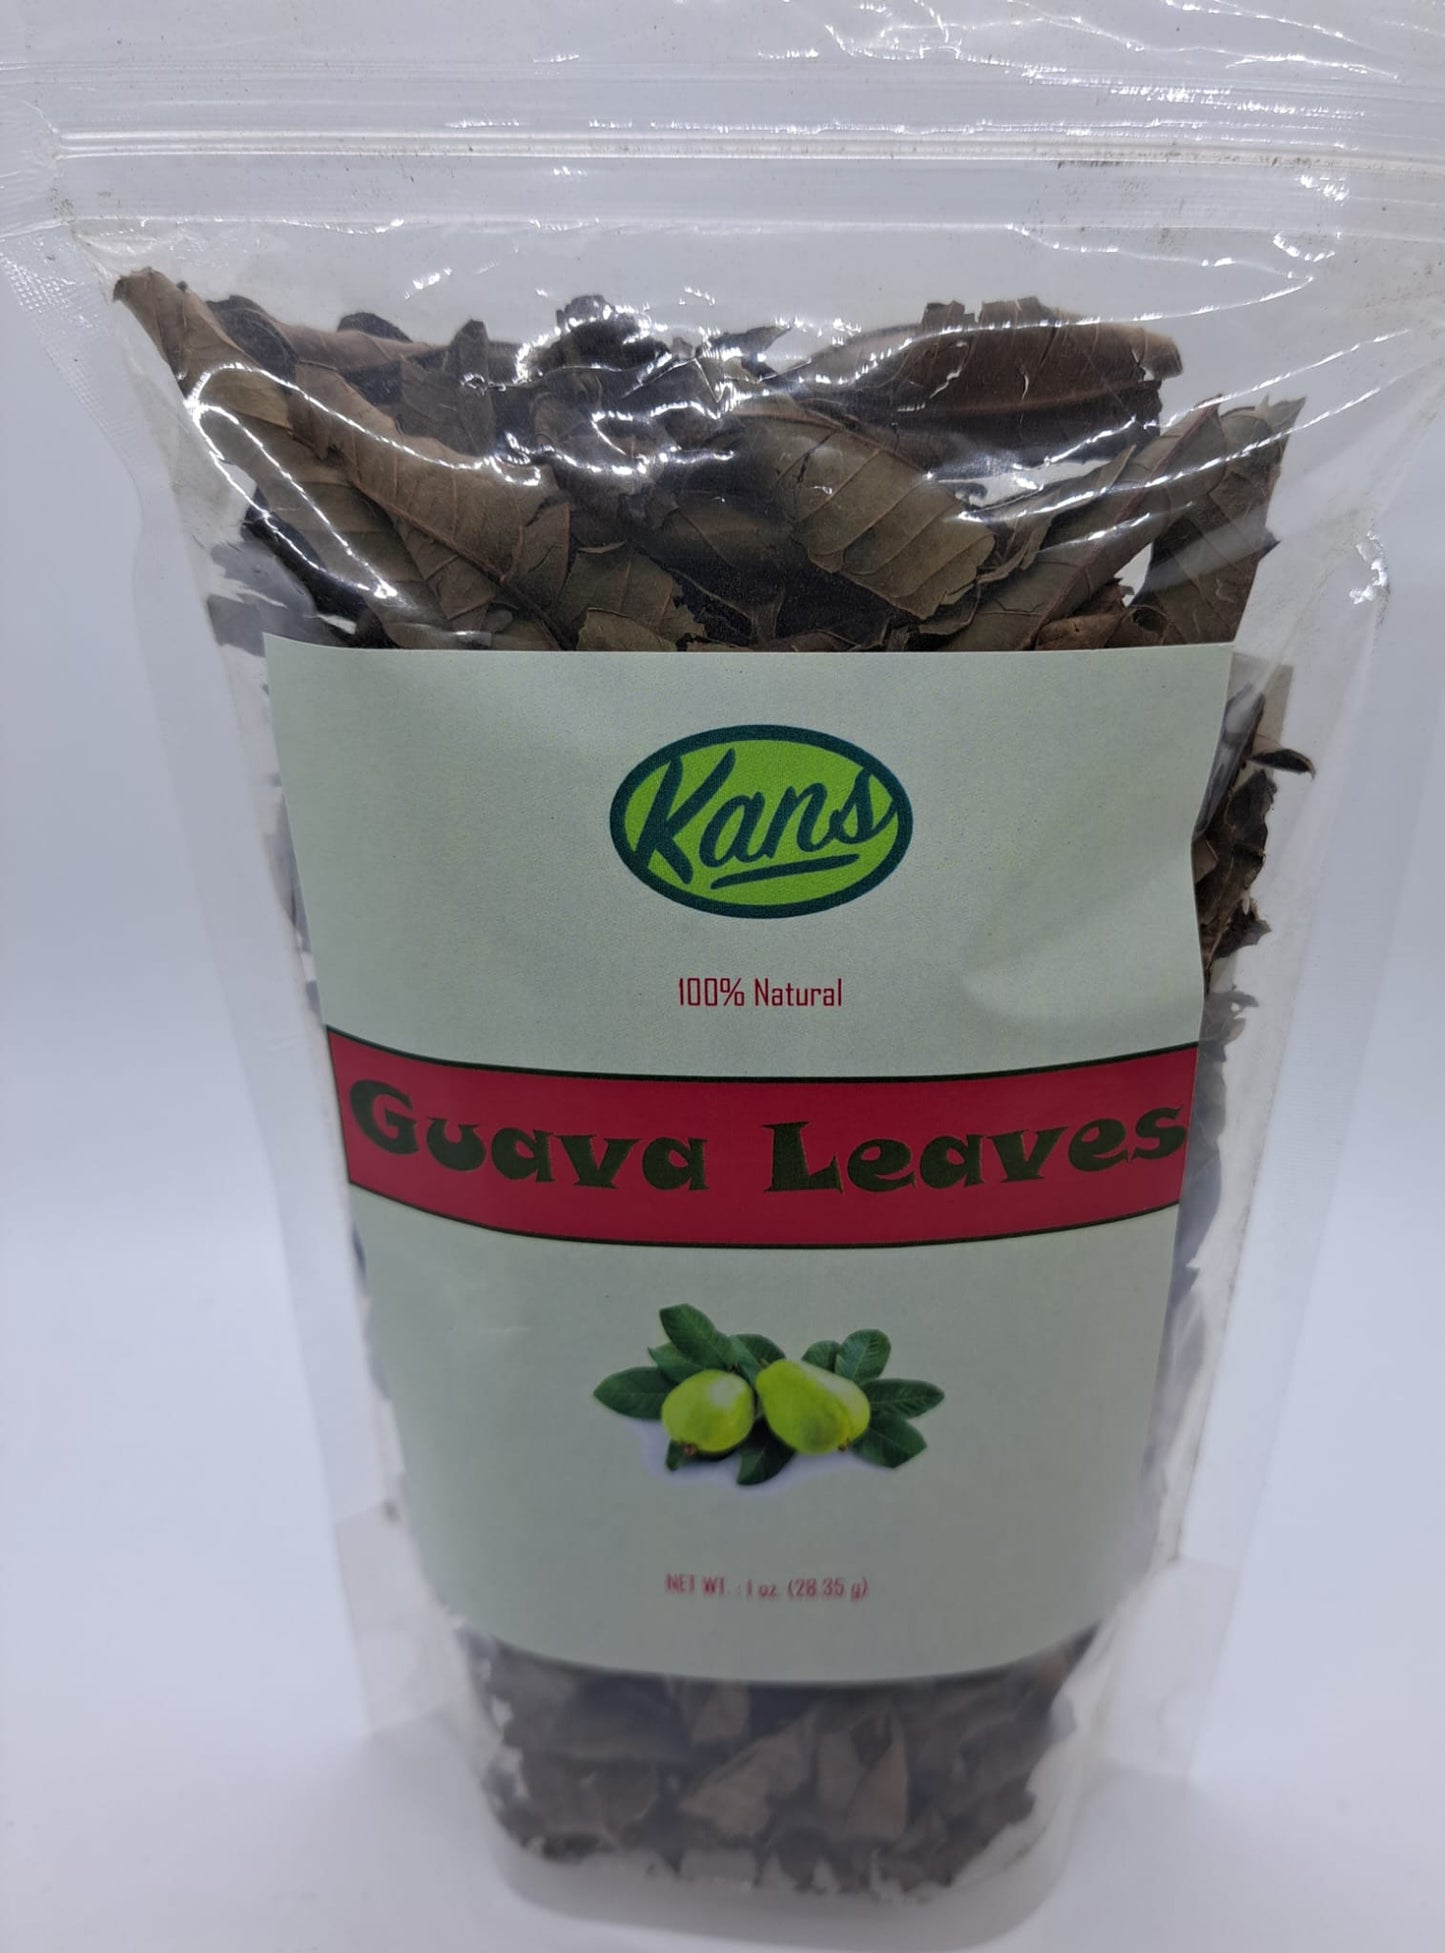 Kans
100% Natural
Guava Leaves
NET WT. : 1 oz. (28.35 g)